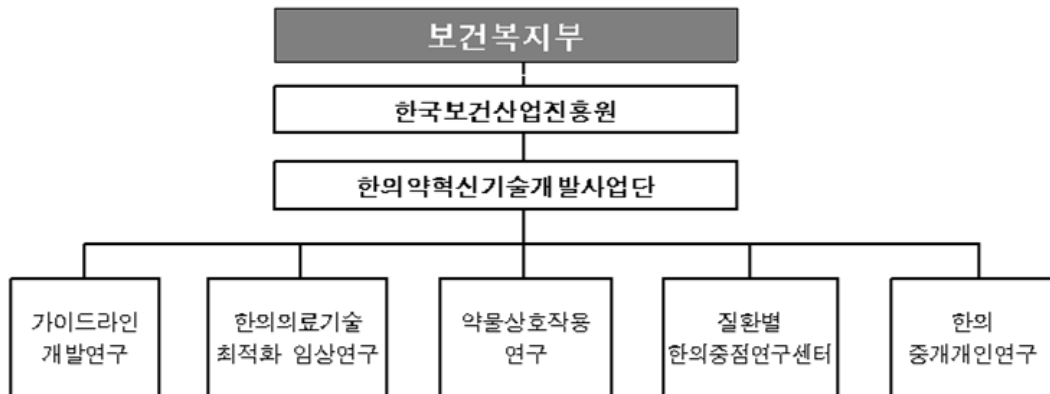 보건복지부
한국보건산업진흥원
한의약혁신기술개발사업단
가이드라인
개발연구
한의의료기술
최적화 임상연구
약물상호작용
연구
질환별
한의중점연구센터
한의
중개개인연구